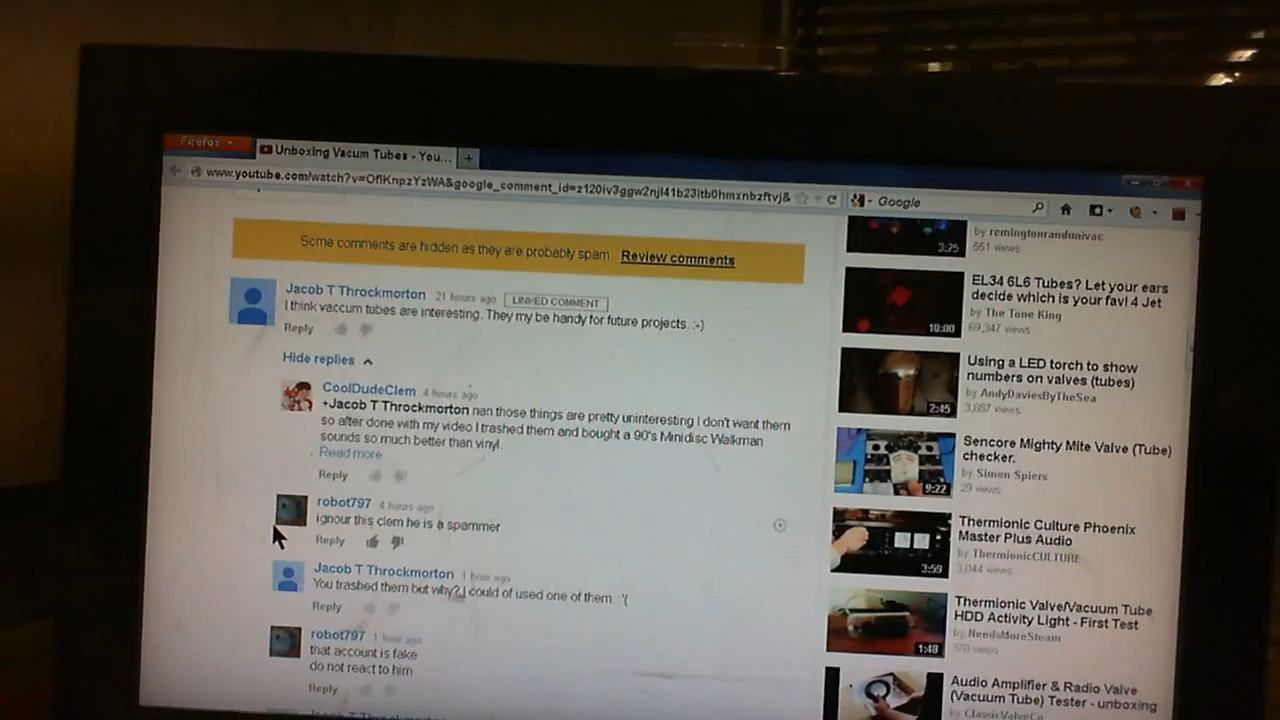 Firefox
Unboxing Vacum Tubes - You...
www.youtube.com/watch?v=OflKnpzYzWA&google_comment_id=z120iv3ggw2njl41b23itb0hmxnbzftvj&
Google
Some comments are hidden as they are probably spam Review comments
Jacob T Throckmorton 21 hours ago LINKED COMMENT
I think vaccum tubes are interesting. They my be handy for future projects. :-)
Reply
Hide replies
CoolDudeClem 4 hours ago
+Jacob T Throckmorton nan those things are pretty uninteresting I don't want them
so after done with my video I trashed them and bought a 90's Minidisc Walkman
sounds so much better than vinyl.
Read more
Reply
robot797 4 hours ago
ignour this clem he is a spammer
Reply
Jacob T Throckmorton 1 hour ago
You trashed them but why? I could of used one of them :'(
Reply
robot797 1 hour ago
that account is fake
do not react to him
Reply
Jacob T Throckmorton
3:25
by remingtonrandunivac
561 views
10:00
EL34 6L6 Tubes? Let your ears
decide which is your fav! 4 Jet
by The Tone King
69,347 views
2:45
Using a LED torch to show
numbers on valves (tubes)
by AndyDaviesByTheSea
3,687 views
9:22
Sencore Mighty Mite Valve (Tube)
checker.
by Simon Spiers
29 views
3:59
Thermionic Culture Phoenix
Master Plus Audio
by ThermionicCULTURE
3,044 views
1:48
Thermionic Valve/Vacuum Tube
HDD Activity Light - First Test
by NeedsMoreSteam
378 views
Audio Amplifier & Radio Valve
(Vacuum Tube) Tester - unboxing
by ClassicValveCo